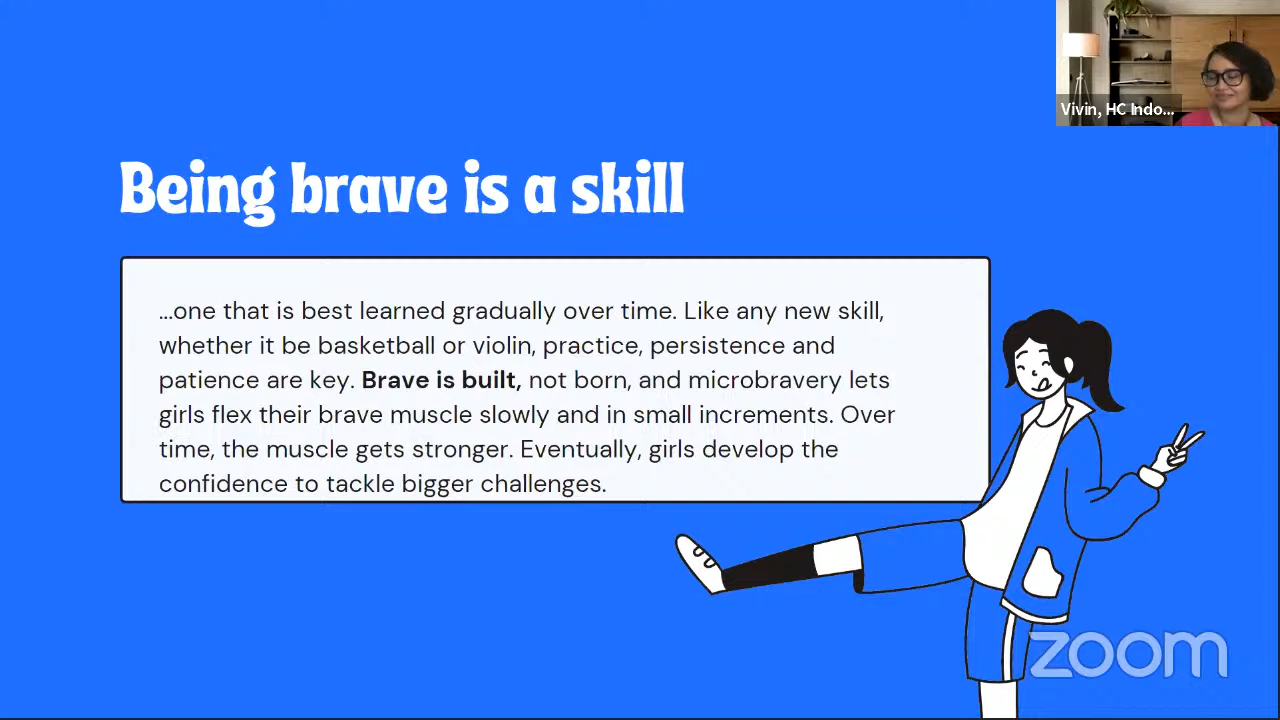 Vivin, HC Indo...
Being brave is a skill
...one that is best learned gradually over time. Like any new skill,
whether it be basketball or violin, practice, persistence and
patience are key. Brave is built, not born, and microbravery lets
girls flex their brave muscle slowly and in small increments. Over
time, the muscle gets stronger. Eventually, girls develop the
confidence to tackle bigger challenges.
zoom